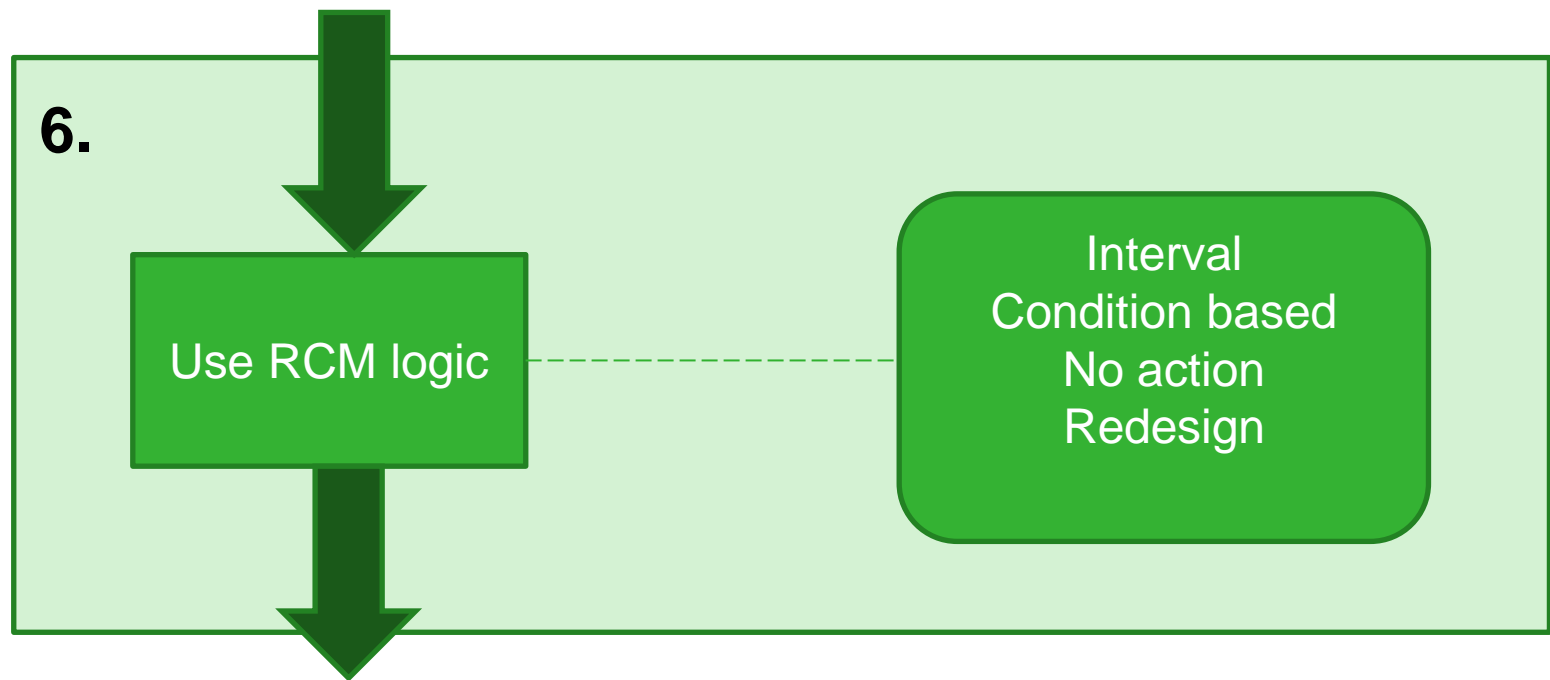 6.
Use RCM logic
Interval
Condition based
No action
Redesign